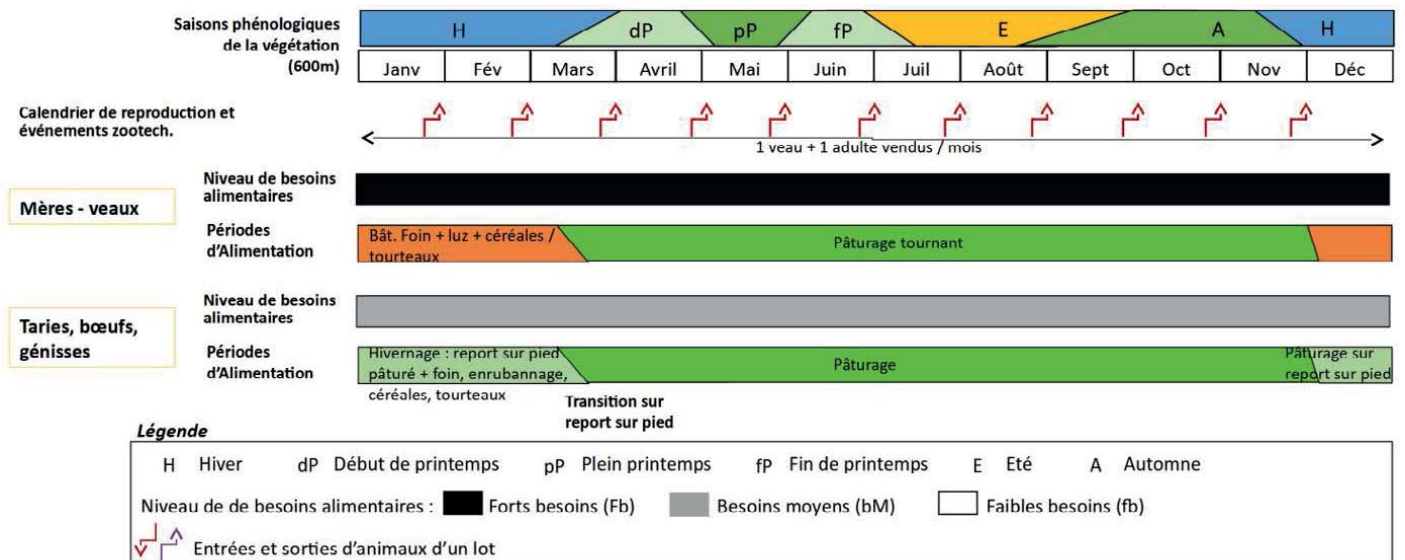 Saisons phénologiques
de la végétation
(600m)
H dP pP fP E A H
Janv Fév Mars Avril Mai Juin Juil Août Sept Oct Nov Déc
Calendrier de reproduction et
événements zootech.
1 veau + 1 adulte vendus / mois
Mères - veaux
Niveau de besoins
alimentaires
Périodes
d'Alimentation
Bât. Foin + luz + céréales /
tourteaux
Pâturage tournant
Taries, bœufs,
génisses
Niveau de besoins
alimentaires
Périodes
d'Alimentation
Hivernage : report sur pied
pâturé + foin, enrubannage,
céréales, tourteaux
Pâturage
Pâturage sur
report sur pied
Transition sur
report sur pied
Légende
H Hiver dP Début de printemps pP Plein printemps fP Fin de printemps E Eté A Automne
Niveau de de besoins alimentaires : Forts besoins (Fb) Besoins moyens (bM) Faibles besoins (fb)
Entrées et sorties d'animaux d'un lot